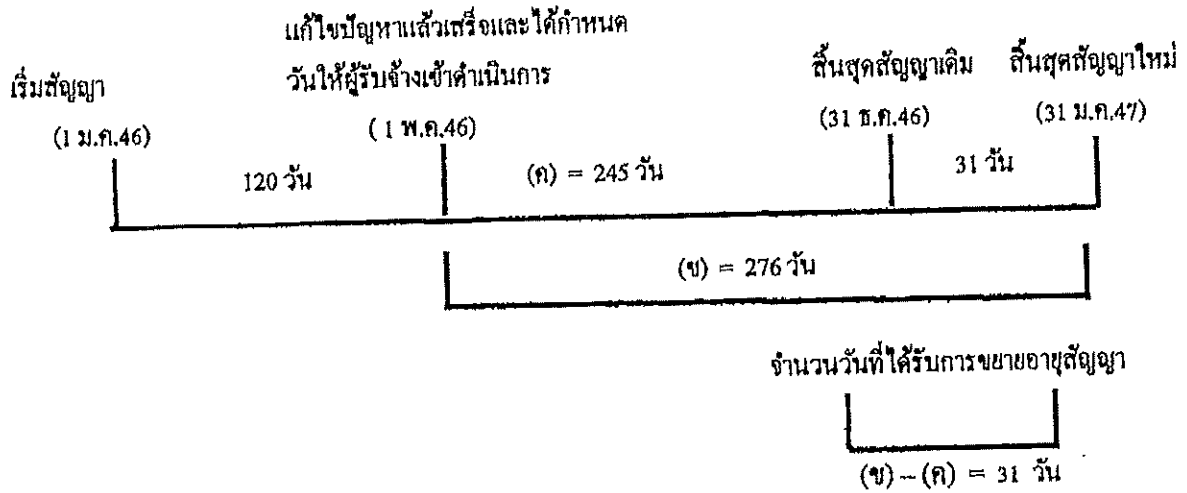 แก้ไขปัญหาแล้วเสร็จและได้กำหนด
วันให้ผู้รับจ้างเข้าดำเนินการ
เริ่มสัญญา
สิ้นสุดสัญญาเดิม
สิ้นสุดสัญญาใหม่
(1 ม.ค.46)
(1 พ.ค.46)
(31 ธ.ค.46)
(31 ม.ค.47)
120 วัน
(ค) = 245 วัน
31 วัน
(ข) = 276 วัน
จำนวนวันที่ได้รับการขยายอายุสัญญา
(ข) – (ค) = 31 วัน